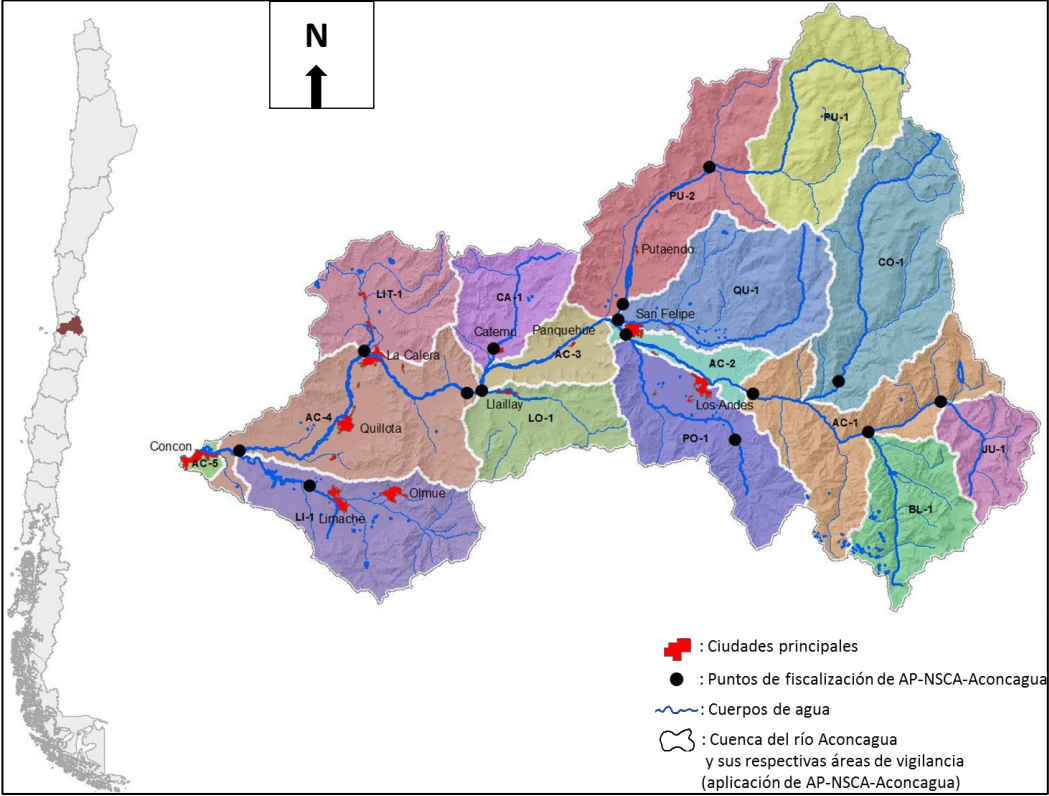 N
PU-1
PU-2
Putaendo
CO-1
QU-1
LIT-1
CA-1
San Felipe
Catemu
Panquehue
La Calera
AC-3
AC-2
Llaillay
Los Andes
AC-4
LO-1
AC-1
Quillota
PO-1
Concon
AC-5
JU-1
Olmue
LI-1
Limache
BL-1
: Ciudades principales
: Puntos de fiscalización de AP-NSCA-Aconcagua
: Cuerpos de agua
: Cuenca del río Aconcagua
y sus respectivas áreas de vigilancia
(aplicación de AP-NSCA-Aconcagua)